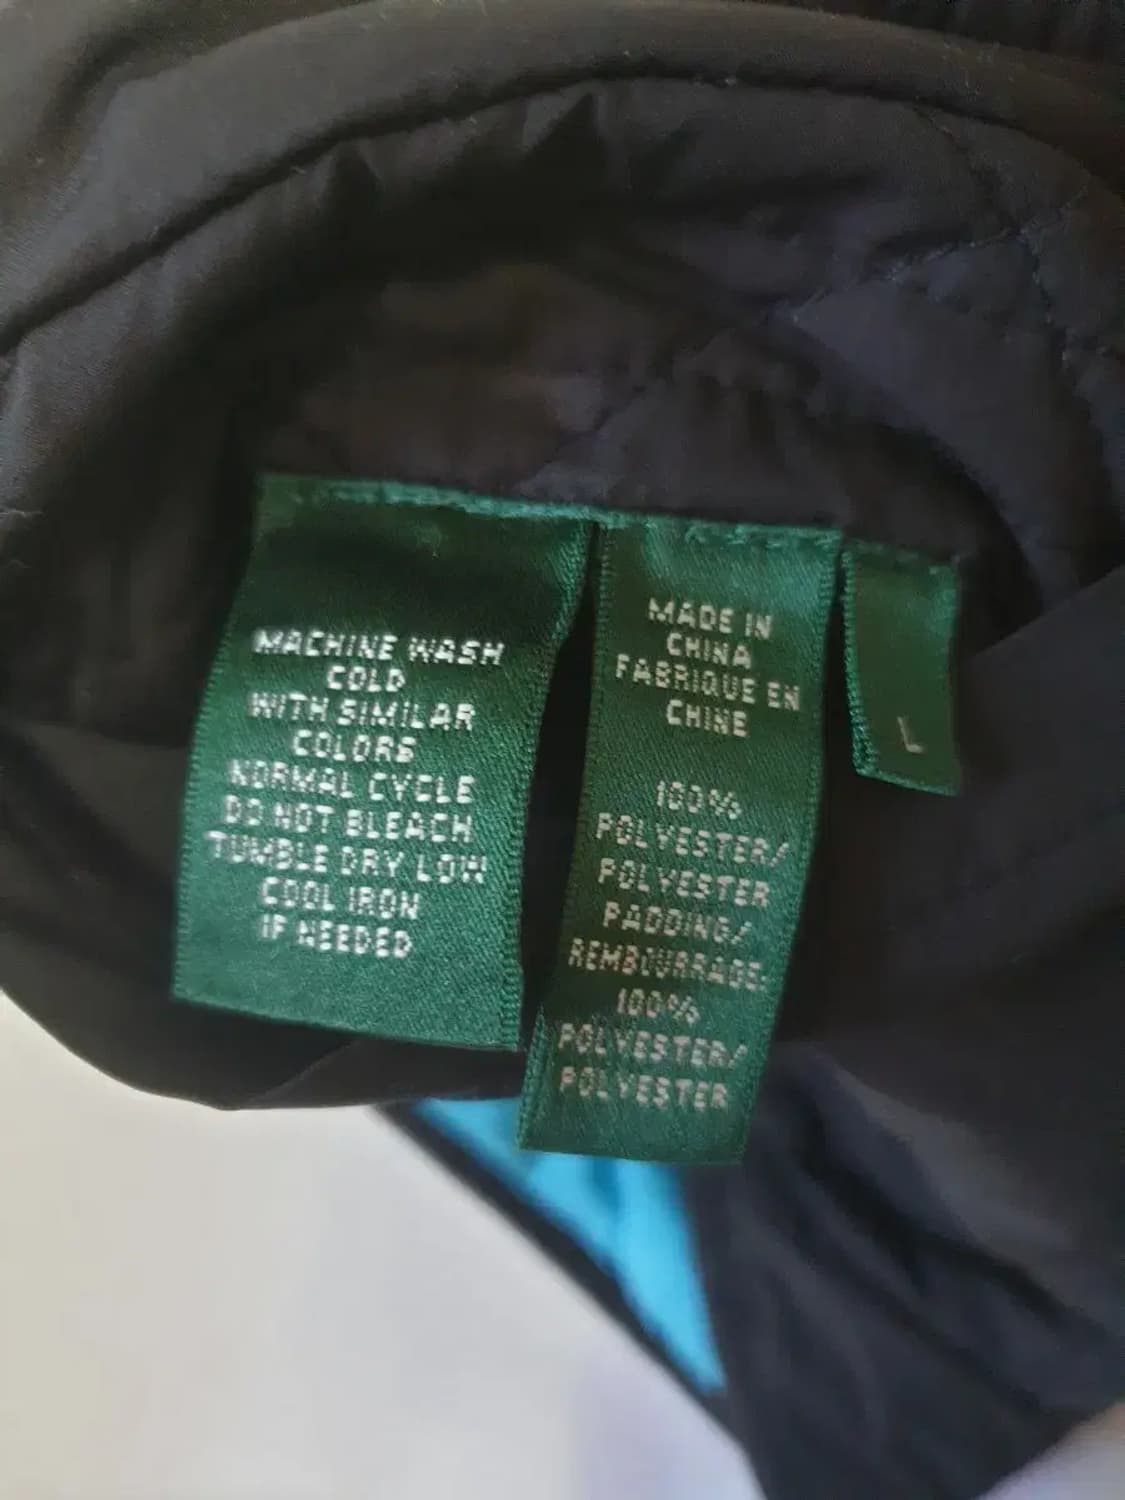 MACHINE WASH
COLD
WITH SIMILAR
COLORS
NORMAL CYCLE
DO NOT BLEACH
TUMBLE DRY LOW
COOL IRON
IF NEEDED
MADE IN
CHINA
FABRIQUE EN
CHINE
100%
POLYESTER/
POLYESTER
PADDING/
REMBOURRAGE:
100%
POLYESTER/
POLYESTER
L